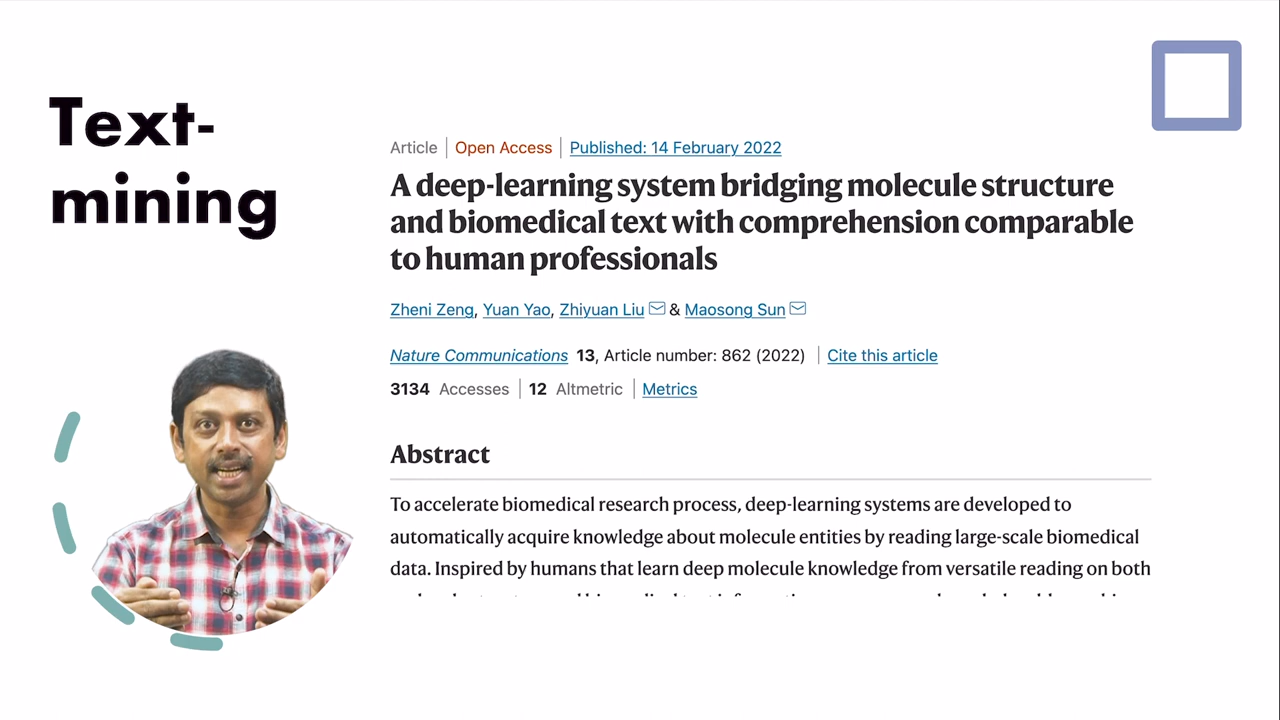 Text-
mining
Article | Open Access | Published: 14 February 2022
A deep-learning system bridging molecule structure
and biomedical text with comprehension comparable
to human professionals
Zheni Zeng, Yuan Yao, Zhiyuan Liu & Maosong Sun
Nature Communications 13, Article number: 862 (2022) | Cite this article
3134 Accesses | 12 Altmetric | Metrics
Abstract
To accelerate biomedical research process, deep-learning systems are developed to
automatically acquire knowledge about molecule entities by reading large-scale biomedical
data. Inspired by humans that learn deep molecule knowledge from versatile reading on both